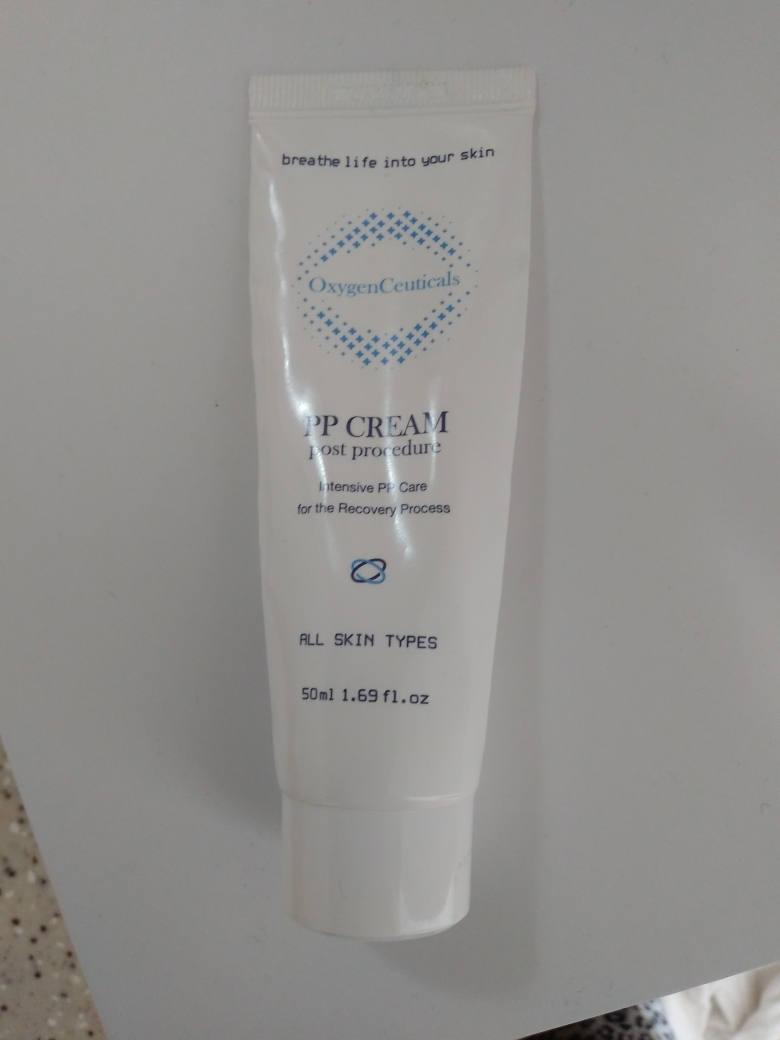 breathe life into your skin
OxygenCeuticals
PP CREAM
post procedure
Intensive PP Care
for the Recovery Process
ALL SKIN TYPES
50ml 1.69 fl.oz